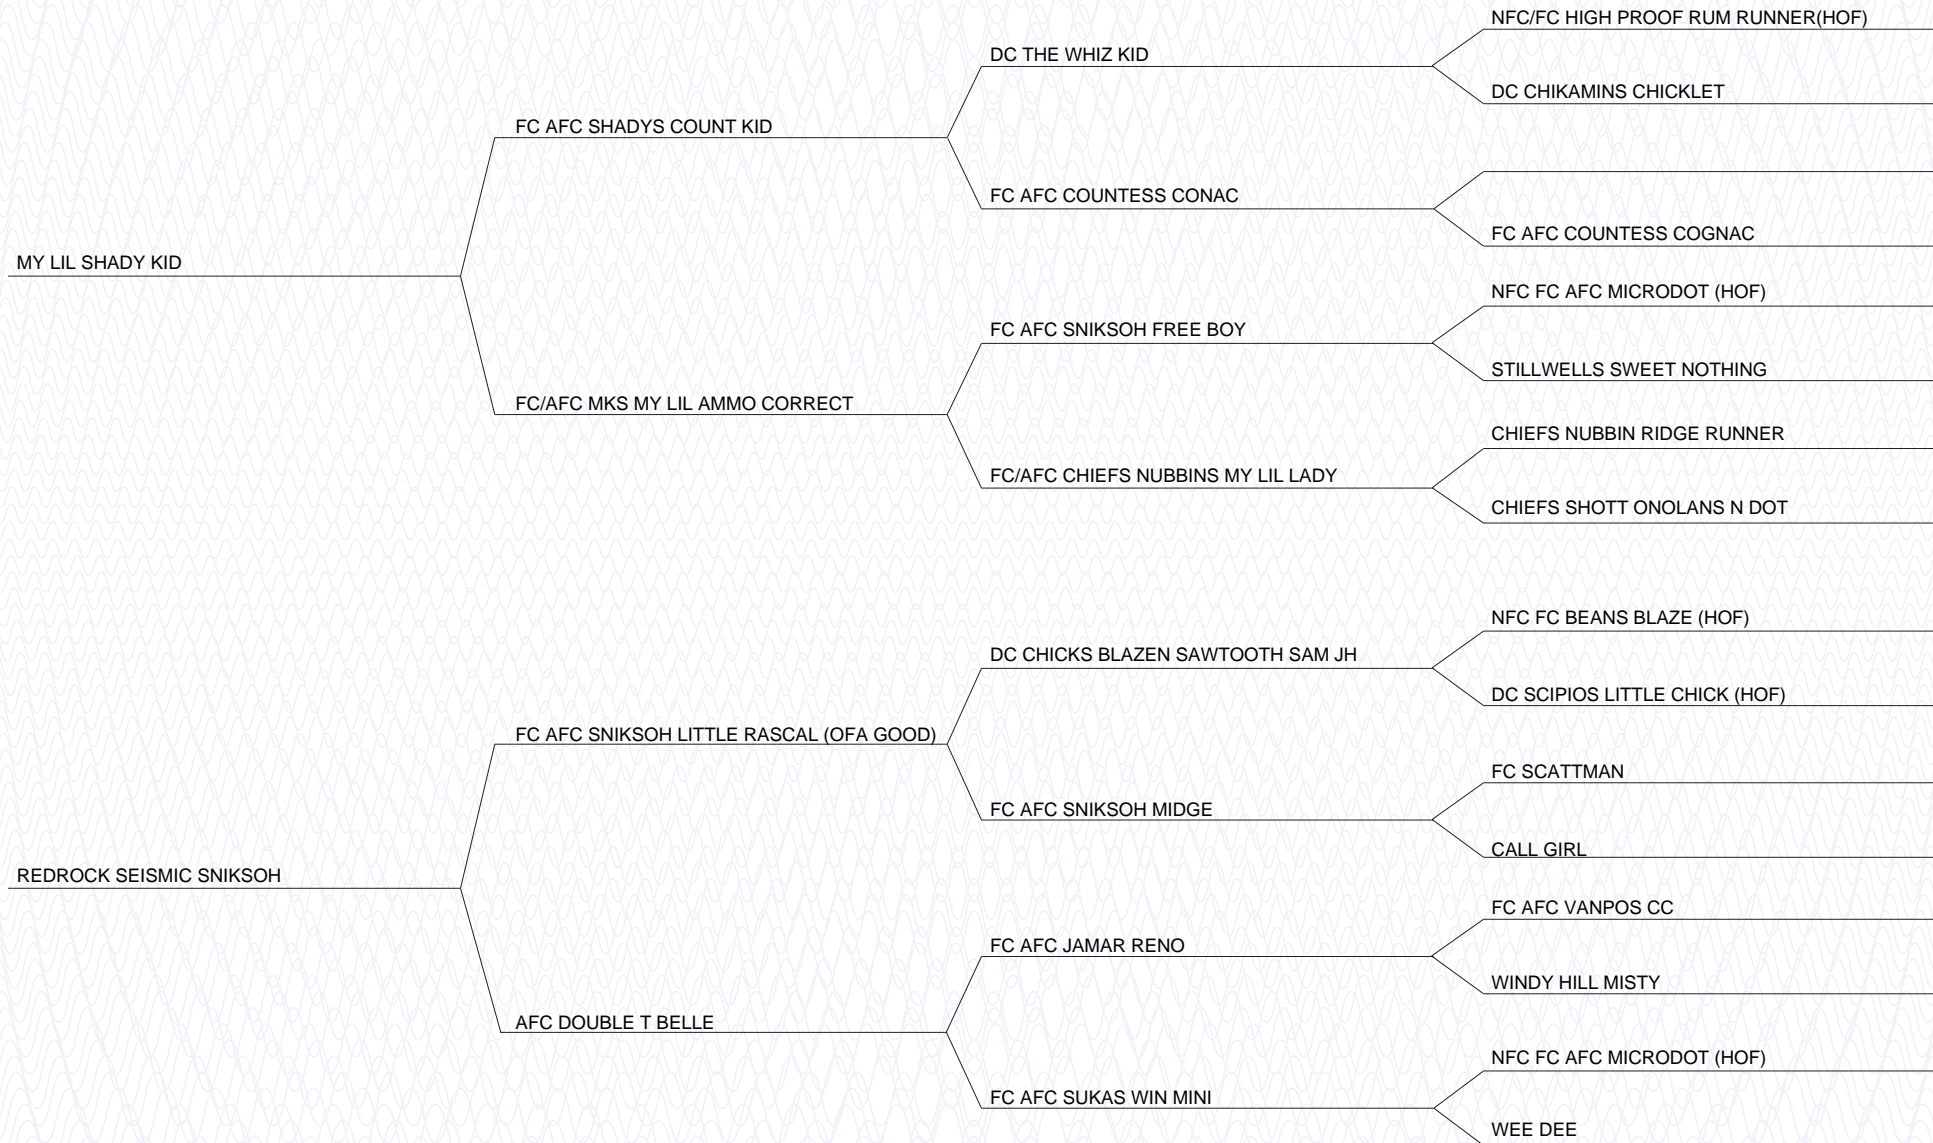 NFC/FC HIGH PROOF RUM RUNNER(HOF)
DC THE WHIZ KID
DC CHIKAMINS CHICKLET
FC AFC SHADYS COUNT KID
FC AFC COUNTESS CONAC
FC AFC COUNTESS COGNAC
MY LIL SHADY KID
NFC FC AFC MICRODOT (HOF)
FC AFC SNIKSOH FREE BOY
STILLWELLS SWEET NOTHING
FC/AFC MKS MY LIL AMMO CORRECT
CHIEFS NUBBIN RIDGE RUNNER
FC/AFC CHIEFS NUBBINS MY LIL LADY
CHIEFS SHOTT ONOLANS N DOT
NFC FC BEANS BLAZE (HOF)
DC CHICKS BLAZEN SAWTOOTH SAM JH
DC SCIPIOS LITTLE CHICK (HOF)
FC AFC SNIKSOH LITTLE RASCAL (OFA GOOD)
FC SCATTMAN
FC AFC SNIKSOH MIDGE
CALL GIRL
REDROCK SEISMIC SNIKSOH
FC AFC VANPOS CC
FC AFC JAMAR RENO
WINDY HILL MISTY
AFC DOUBLE T BELLE
NFC FC AFC MICRODOT (HOF)
FC AFC SUKAS WIN MINI
WEE DEE